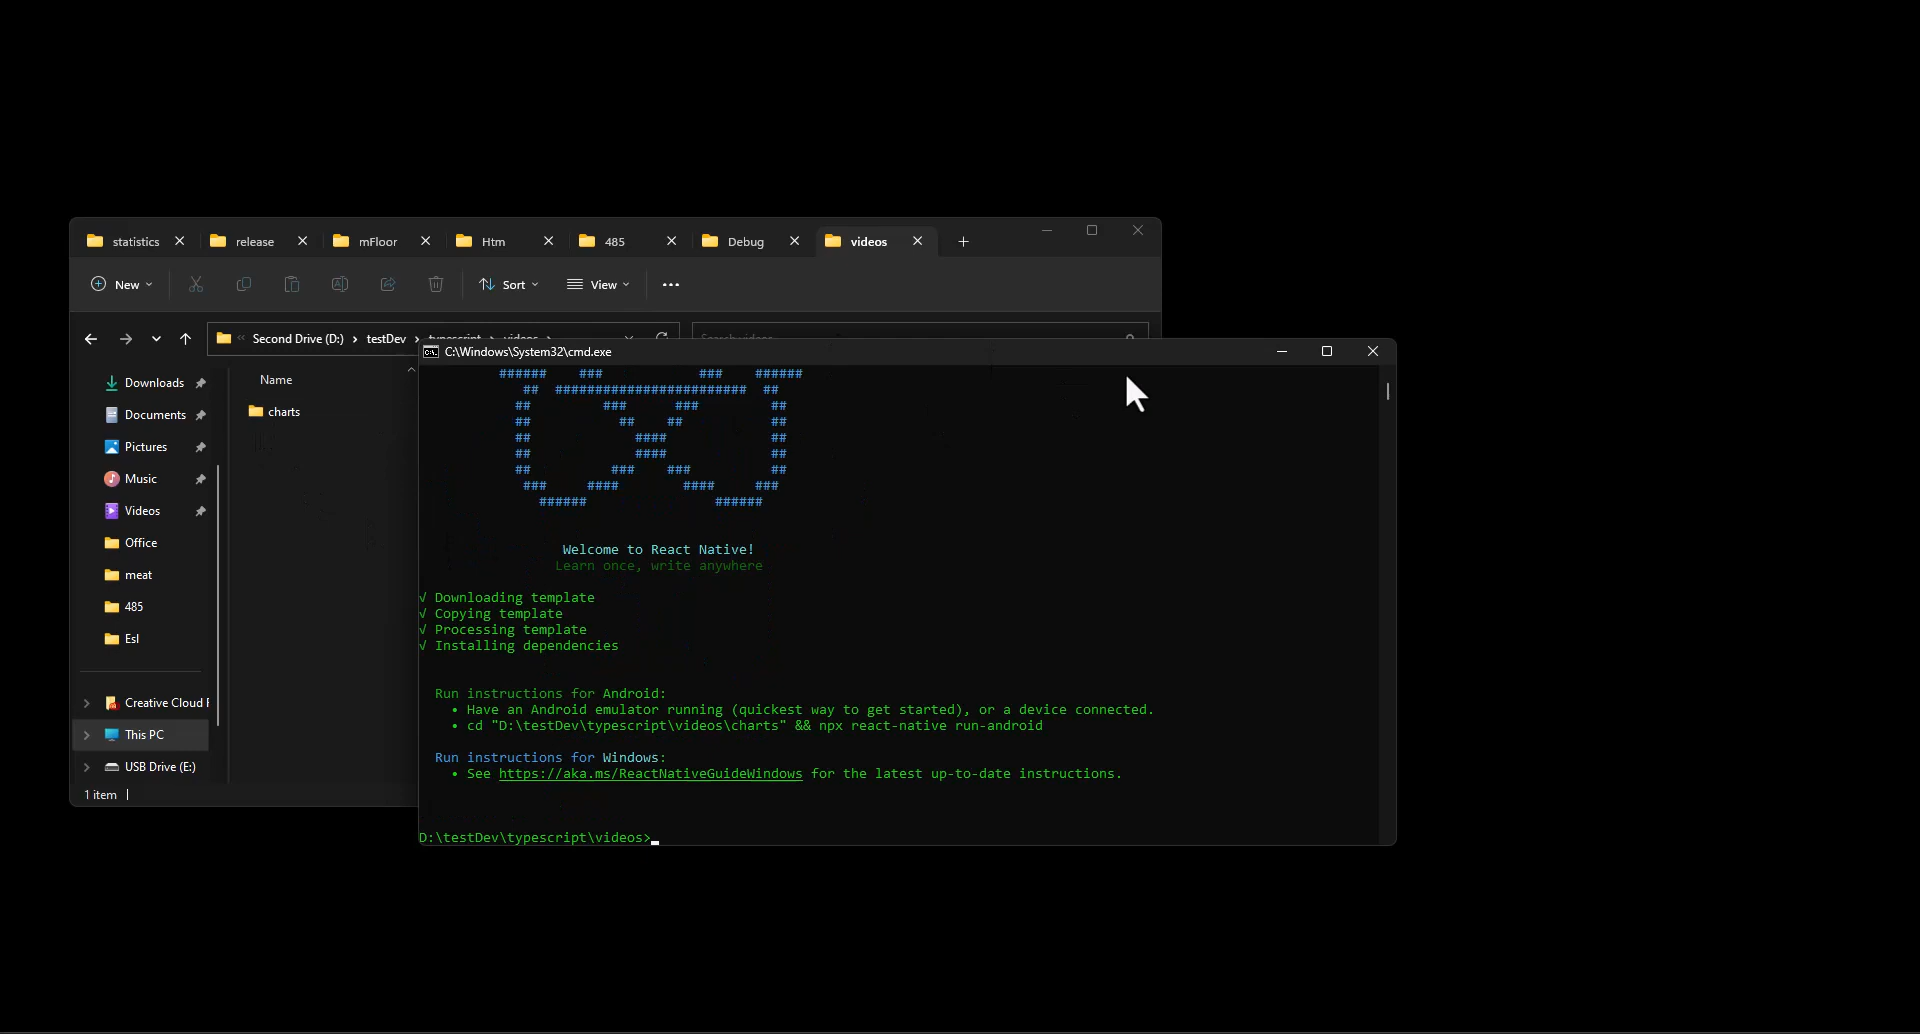 statistics release mFloor Htm 485 Debug videos
New Sort View
Second Drive (D:) testDev typescript videos Search videos
C:\Windows\System32\cmd.exe
Name
charts
Downloads
Documents
Pictures
Music
Videos
Office
meat
485
Esl
Creative Cloud F
This PC
USB Drive (E:)
1 item
###### ### ### ######
## ######################## ##
## ### ### ##
## ## ## ##
## #### ##
## #### ##
## ### ### ##
### #### #### ###
###### ######
Welcome to React Native!
Learn once, write anywhere
√ Downloading template
√ Copying template
√ Processing template
√ Installing dependencies
Run instructions for Android:
• Have an Android emulator running (quickest way to get started), or a device connected.
• cd "D:\testDev\typescript\videos\charts" && npx react-native run-android
Run instructions for Windows:
• See https://aka.ms/ReactNativeGuideWindows for the latest up-to-date instructions.
D:\testDev\typescript\videos>